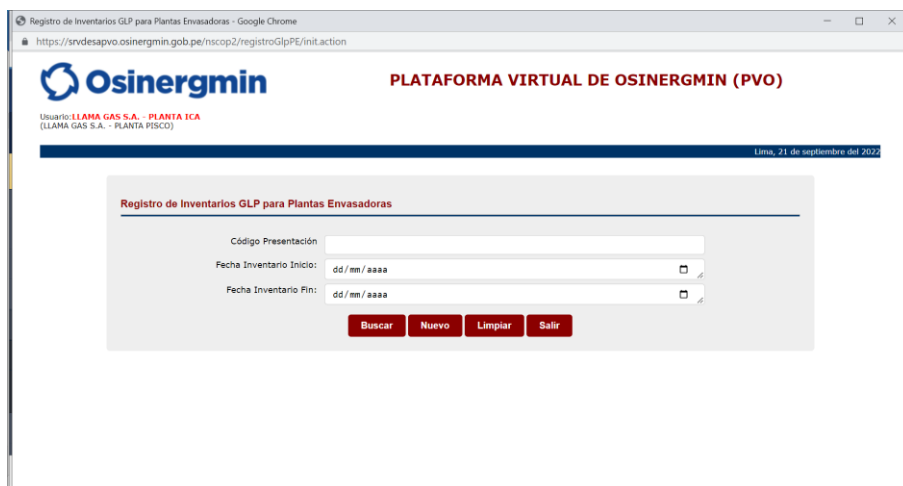 Registro de Inventarios GLP para Plantas Envasadoras - Google Chrome
https://srvdesapvo.osinergmin.gob.pe/nscop2/registroGlpPE/init.action
Osinergmin
PLATAFORMA VIRTUAL DE OSINERGMIN (PVO)
Usuario:LLAMA GAS S.A. - PLANTA ICA
(LLAMA GAS S.A. - PLANTA PISCO)
Lima, 21 de septiembre del 2022
Registro de Inventarios GLP para Plantas Envasadoras
Código Presentación
Fecha Inventario Inicio: dd/mm/aaaa
Fecha Inventario Fin: dd/mm/aaaa
Buscar Nuevo Limpiar Salir